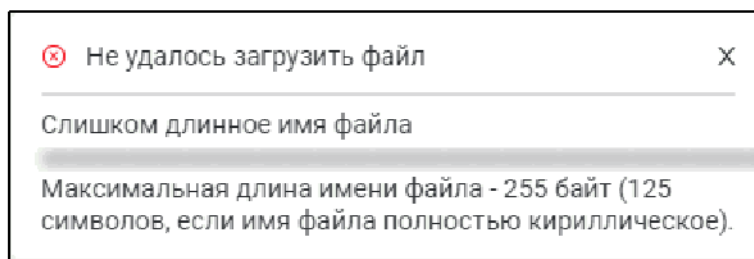 Не удалось загрузить файл X
Слишком длинное имя файла
Максимальная длина имени файла - 255 байт (125
символов, если имя файла полностью кириллическое).